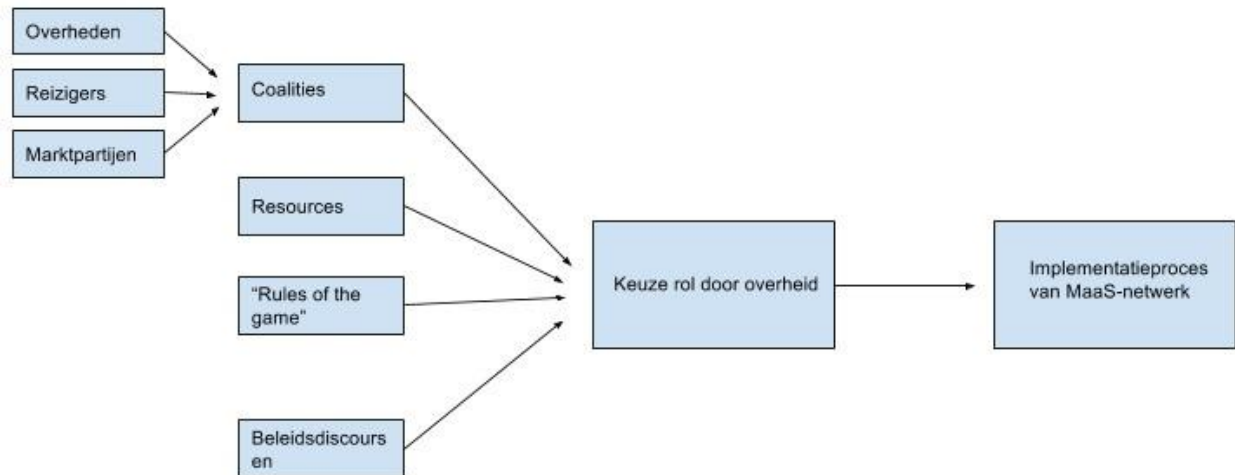 Overheden
Reizigers
Marktpartijen
Coalities
Resources
“Rules of the
game”
Beleidsdiscours
en
Keuze rol door overheid
Implementatieproces
van MaaS-netwerk